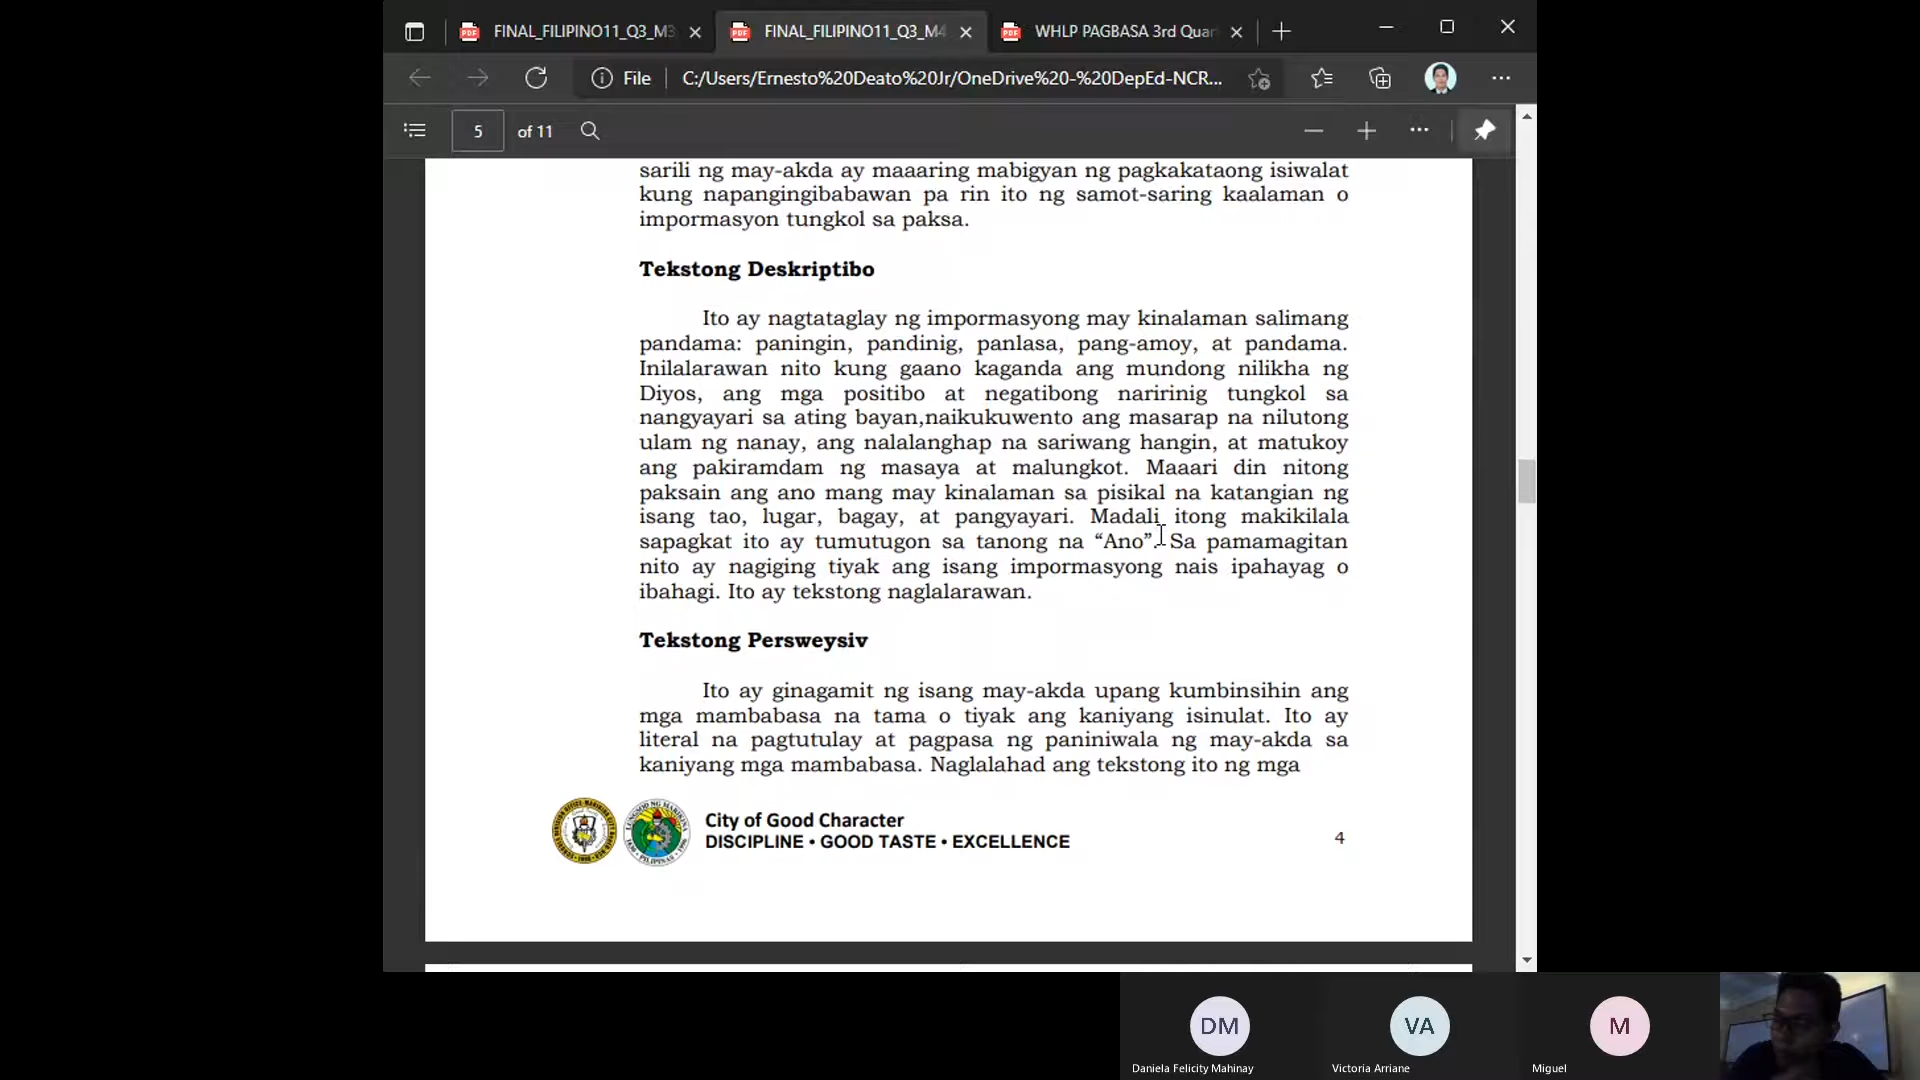 FINAL_FILIPINO11_Q3_M3
FINAL_FILIPINO11_Q3_M4
WHLP PAGBASA 3rd Quar
File
C:/Users/Ernesto%20Deato%20Jr/OneDrive%20-%20DepEd-NCR...
5 of 11
sarili ng may-akda ay maaaring mabigyan ng pagkakataong isiwalat
kung napangingibabawan pa rin ito ng samot-saring kaalaman o
impormasyon tungkol sa paksa.
Tekstong Deskriptibo
Ito ay nagtataglay ng impormasyong may kinalaman salimang
pandama: paningin, pandinig, panlasa, pang-amoy, at pandama.
Inilalarawan nito kung gaano kaganda ang mundong nilikha ng
Diyos, ang mga positibo at negatibong naririnig tungkol sa
nangyayari sa ating bayan,naikukuwento ang masarap na nilutong
ulam ng nanay, ang nalalanghap na sariwang hangin, at matukoy
ang pakiramdam ng masaya at malungkot. Maaari din nitong
paksain ang ano mang may kinalaman sa pisikal na katangian ng
isang tao, lugar, bagay, at pangyayari. Madali itong makikilala
sapagkat ito ay tumutugon sa tanong na “Ano”. Sa pamamagitan
nito ay nagiging tiyak ang isang impormasyong nais ipahayag o
ibahagi. Ito ay tekstong naglalarawan.
Tekstong Persweysiv
Ito ay ginagamit ng isang may-akda upang kumbinsihin ang
mga mambabasa na tama o tiyak ang kaniyang isinulat. Ito ay
literal na pagtutulay at pagpasa ng paniniwala ng may-akda sa
kaniyang mga mambabasa. Naglalahad ang tekstong ito ng mga
City of Good Character
DISCIPLINE • GOOD TASTE • EXCELLENCE
4
DM
VA
M
Daniela Felicity Mahinay
Victoria Arriane
Miguel